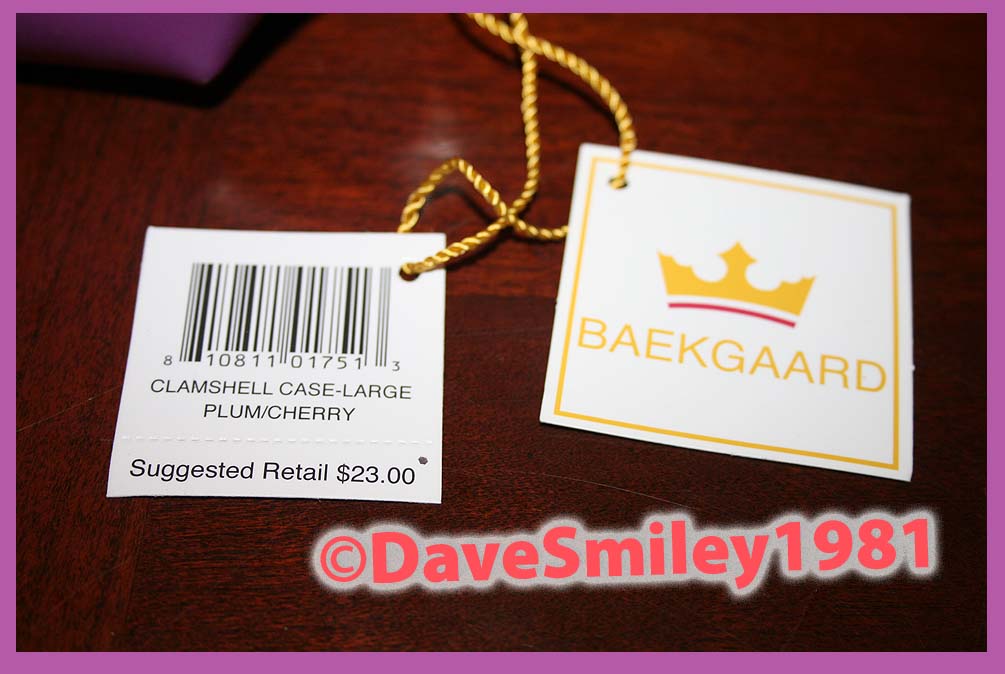 8 10811 01751 3
CLAMSHELL CASE-LARGE
PLUM/CHERRY
Suggested Retail $23.00
BAEKGAARD
©DaveSmiley1981